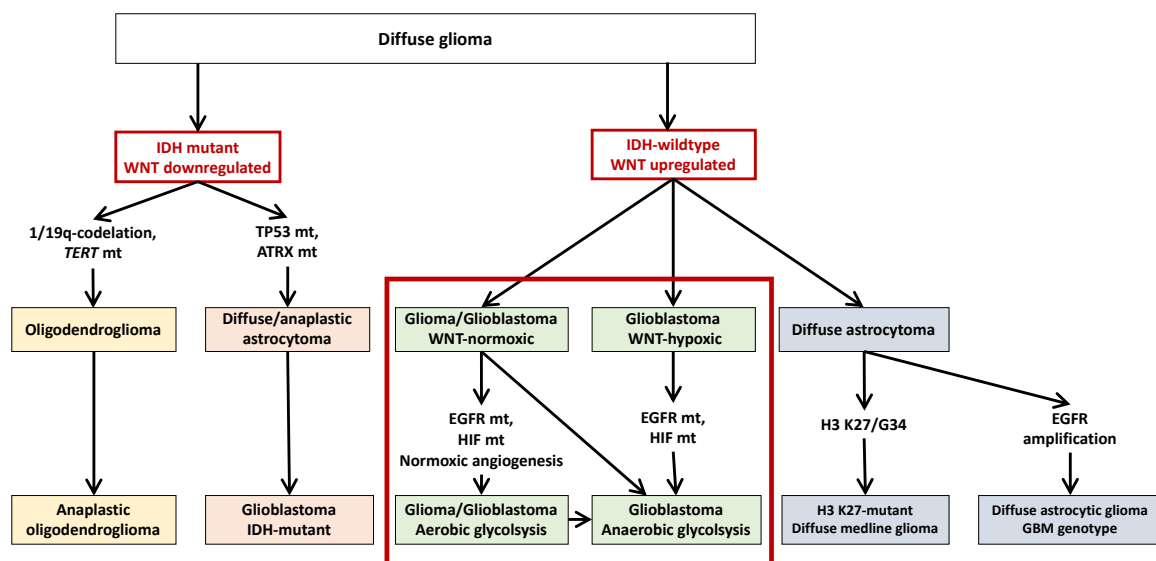 Diffuse glioma
IDH mutant
WNT downregulated
IDH-wildtype
WNT upregulated
1/19q-codelation,
TERT mt
TP53 mt,
ATRX mt
Oligodendroglioma
Diffuse/anaplastic
astrocytoma
Glioma/Glioblastoma
WNT-normoxic
Glioblastoma
WNT-hypoxic
Diffuse astrocytoma
EGFR mt,
HIF mt
Normoxic angiogenesis
EGFR mt,
HIF mt
H3 K27/G34
EGFR
amplification
Anaplastic
oligodendroglioma
Glioblastoma
IDH-mutant
Glioma/Glioblastoma
Aerobic glycolsysis
Glioblastoma
Anaerobic glycolsysis
H3 K27-mutant
Diffuse medline glioma
Diffuse astrocytic glioma
GBM genotype